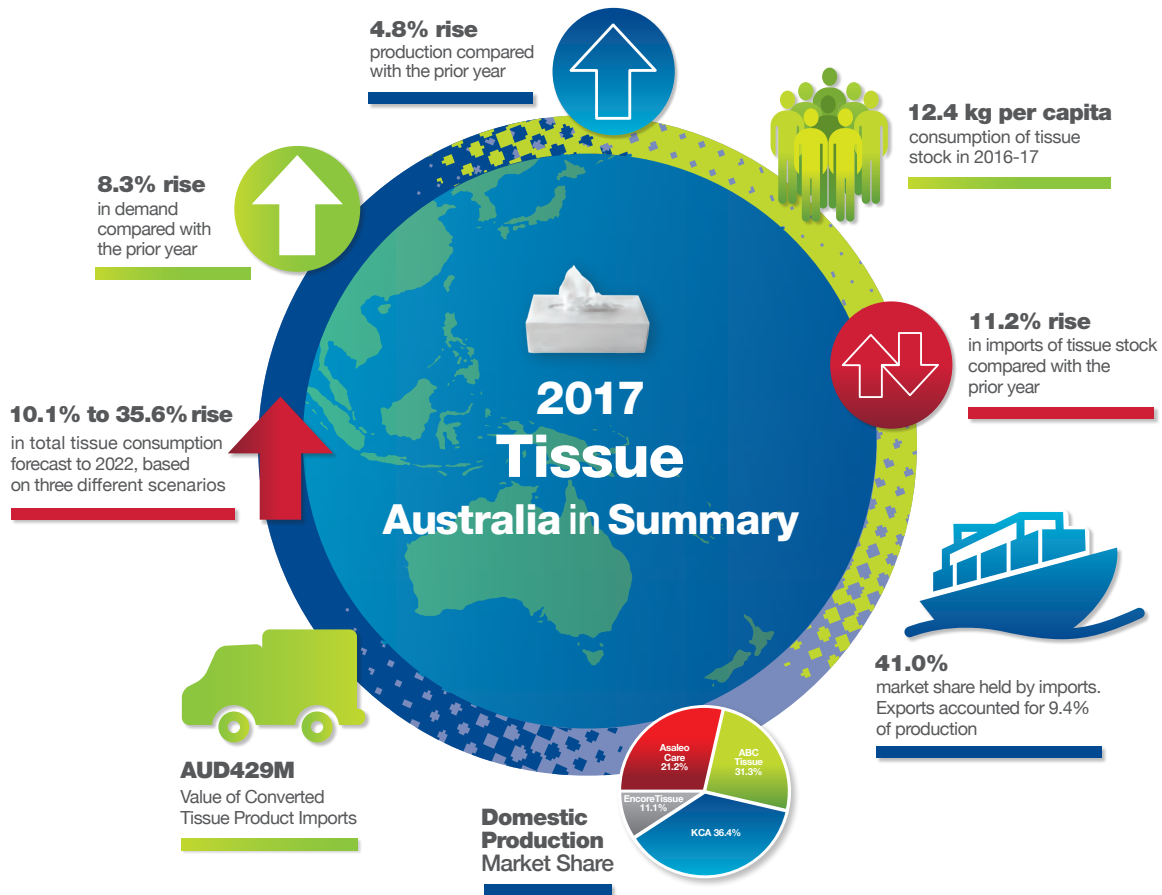 4.8% rise
production compared
with the prior year
12.4 kg per capita
consumption of tissue
stock in 2016-17
8.3% rise
in demand
compared with
the prior year
11.2% rise
in imports of tissue stock
compared with the
prior year
2017
Tissue
Australia in Summary
10.1% to 35.6% rise
in total tissue consumption
forecast to 2022, based
on three different scenarios
41.0%
market share held by imports.
Exports accounted for 9.4%
of production
AUD429M
Value of Converted
Tissue Product Imports
Domestic
Production
Market Share
Asaleo
Care
21.2%
ABC
Tissue
31.3%
EncoreTissue
11.1%
KCA 36.4%